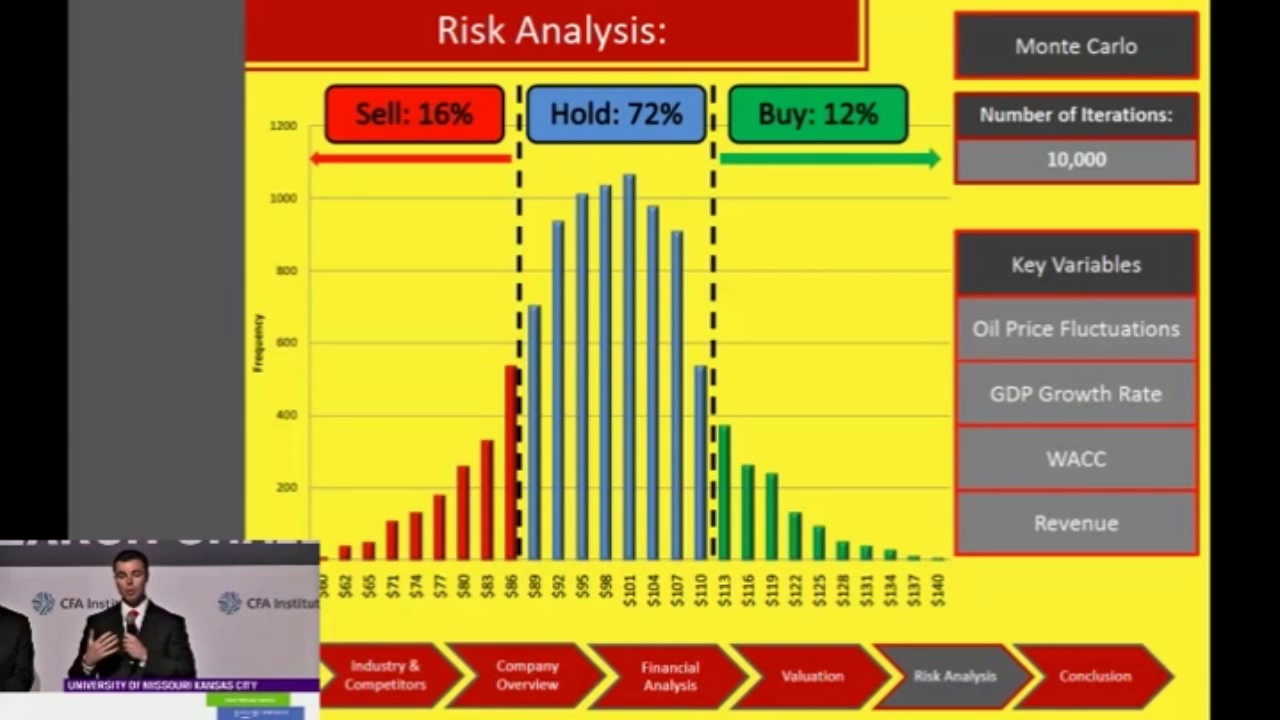 Risk Analysis:
Monte Carlo
Number of Iterations:
10,000
Key Variables
Oil Price Fluctuations
GDP Growth Rate
WACC
Revenue
Sell: 16%
Hold: 72%
Buy: 12%
1200
1000
800
600
400
200
Frequency
$62
$65
$71
$74
$77
$80
$83
$86
$89
$92
$95
$98
$101
$104
$107
$110
$113
$116
$119
$122
$125
$128
$131
$134
$137
$140
CFA Insti
CFA Institut
UNIVERSITY OF MISSOURI KANSAS CITY
Industry &
Competitors
Company
Overview
Financial
Analysis
Valuation
Risk Analysis
Conclusion